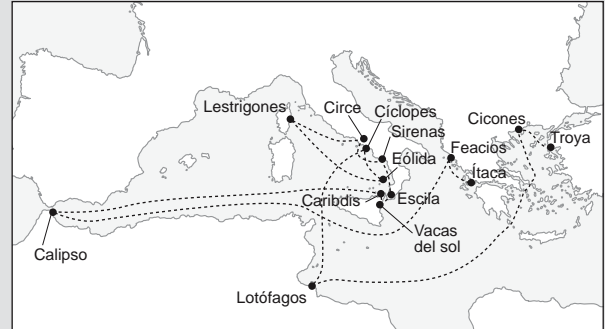 Lestrigones
Circe
Cíclopes
Sirenas
Cicones
Troya
Feacios
Eólida
Ítaca
Caribdis
Escila
Vacas
del sol
Calipso
Lotófagos